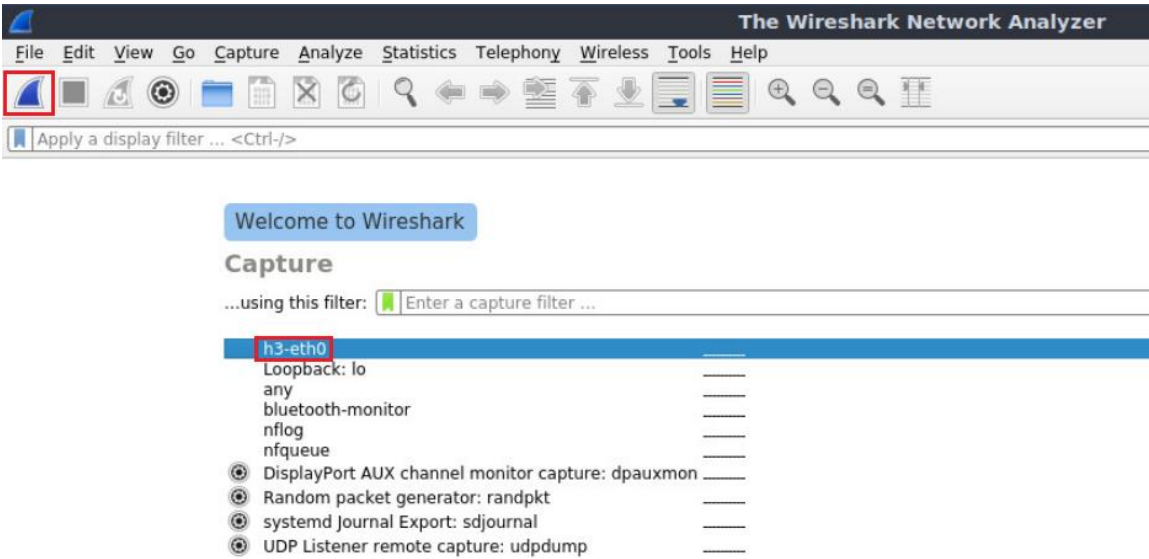 The Wireshark Network Analyzer
File Edit View Go Capture Analyze Statistics Telephony Wireless Tools Help
Apply a display filter ... <Ctrl-/>
Welcome to Wireshark
Capture
...using this filter: Enter a capture filter ...
h3-eth0
Loopback: lo
any
bluetooth-monitor
nflog
nfqueue
DisplayPort AUX channel monitor capture: dpauxmon
Random packet generator: randpkt
systemd Journal Export: sdjournal
UDP Listener remote capture: udpdump